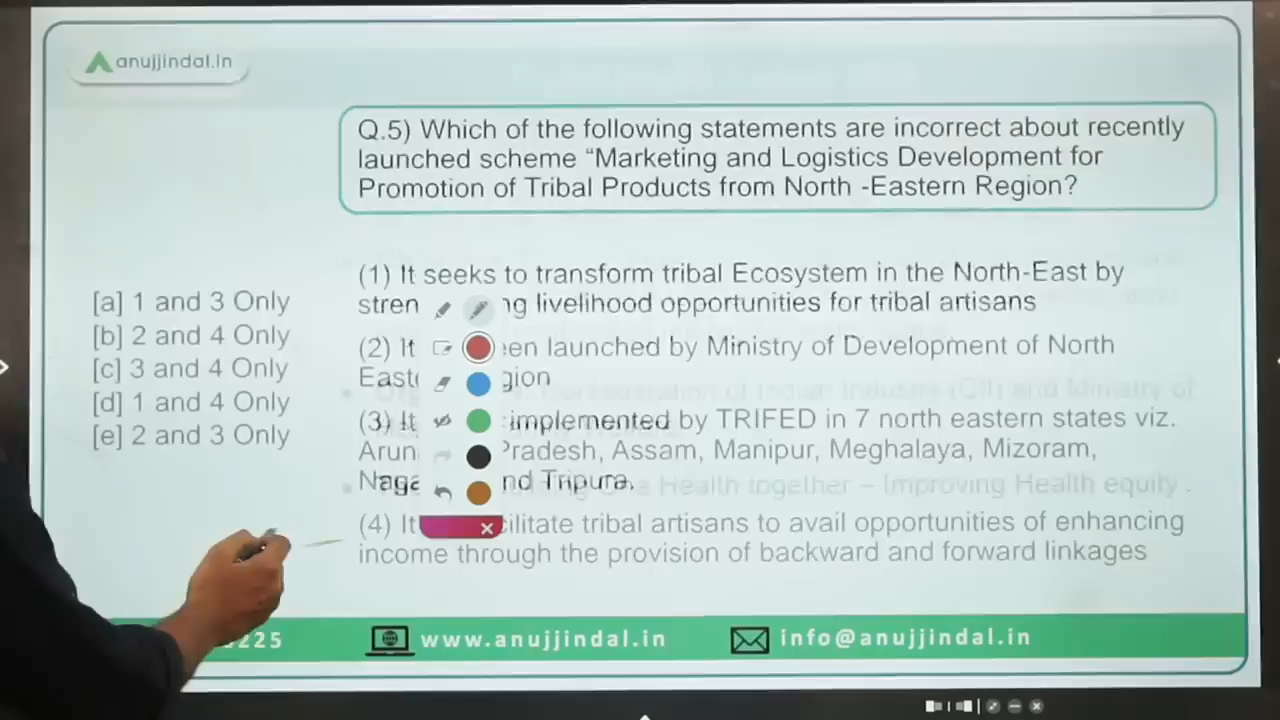 anujjindal.in
Q.5) Which of the following statements are incorrect about recently
launched scheme “Marketing and Logistics Development for
Promotion of Tribal Products from North -Eastern Region?
(1) It seeks to transform tribal Ecosystem in the North-East by
stren ng livelihood opportunities for tribal artisans
(2) It een launched by Ministry of Development of North
Easte gion
(3) It implemented by TRIFED in 7 north eastern states viz.
Arun Pradesh, Assam, Manipur, Meghalaya, Mizoram,
Naga nd Tripura.
(4) It ilitate tribal artisans to avail opportunities of enhancing
income through the provision of backward and forward linkages
[a] 1 and 3 Only
[b] 2 and 4 Only
[c] 3 and 4 Only
[d] 1 and 4 Only
[e] 2 and 3 Only
225
www.anujjindal.in
info@anujjindal.in